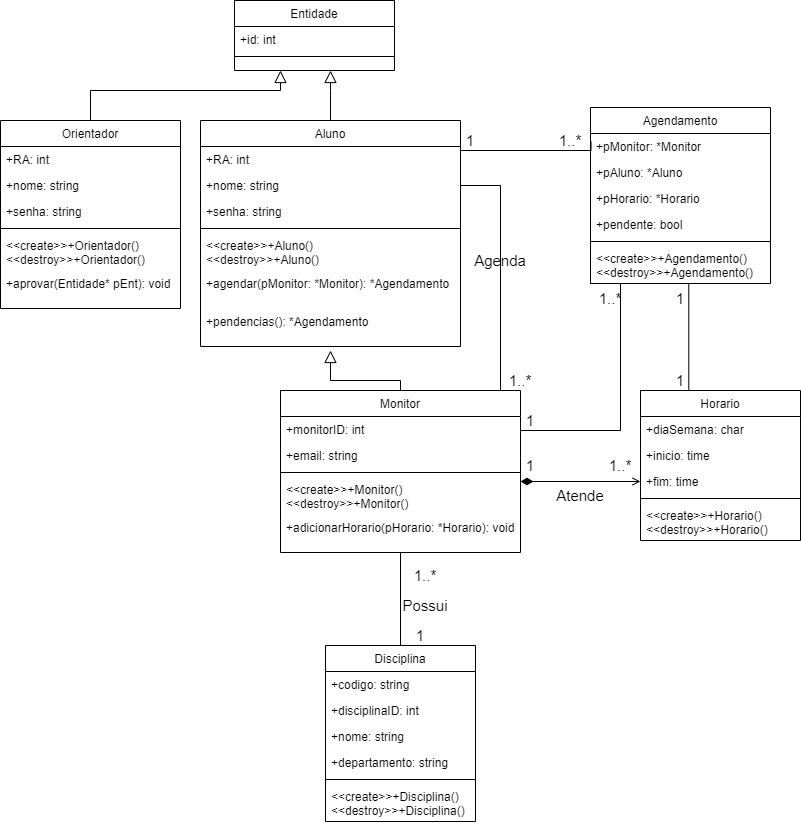 Entidade
+id: int
Orientador
+RA: int
+nome: string
+senha: string
<<create>>+Orientador()
<<destroy>>+Orientador()
+aprovar(Entidade* pEnt): void
Aluno
+RA: int
+nome: string
+senha: string
<<create>>+Aluno()
<<destroy>>+Aluno()
+agendar(pMonitor: *Monitor): *Agendamento
+pendencias(): *Agendamento
1
1..*
Agendamento
+pMonitor: *Monitor
+pAluno: *Aluno
+pHorario: *Horario
+pendente: bool
<<create>>+Agendamento()
<<destroy>>+Agendamento()
Agenda
1..*
1
1..*
1
1
Monitor
+monitorID: int
+email: string
<<create>>+Monitor()
<<destroy>>+Monitor()
+adicionarHorario(pHorario: *Horario): void
1
1..*
Atende
Horario
+diaSemana: char
+inicio: time
+fim: time
<<create>>+Horario()
<<destroy>>+Horario()
1..*
Possui
1
Disciplina
+codigo: string
+disciplinaID: int
+nome: string
+departamento: string
<<create>>+Disciplina()
<<destroy>>+Disciplina()